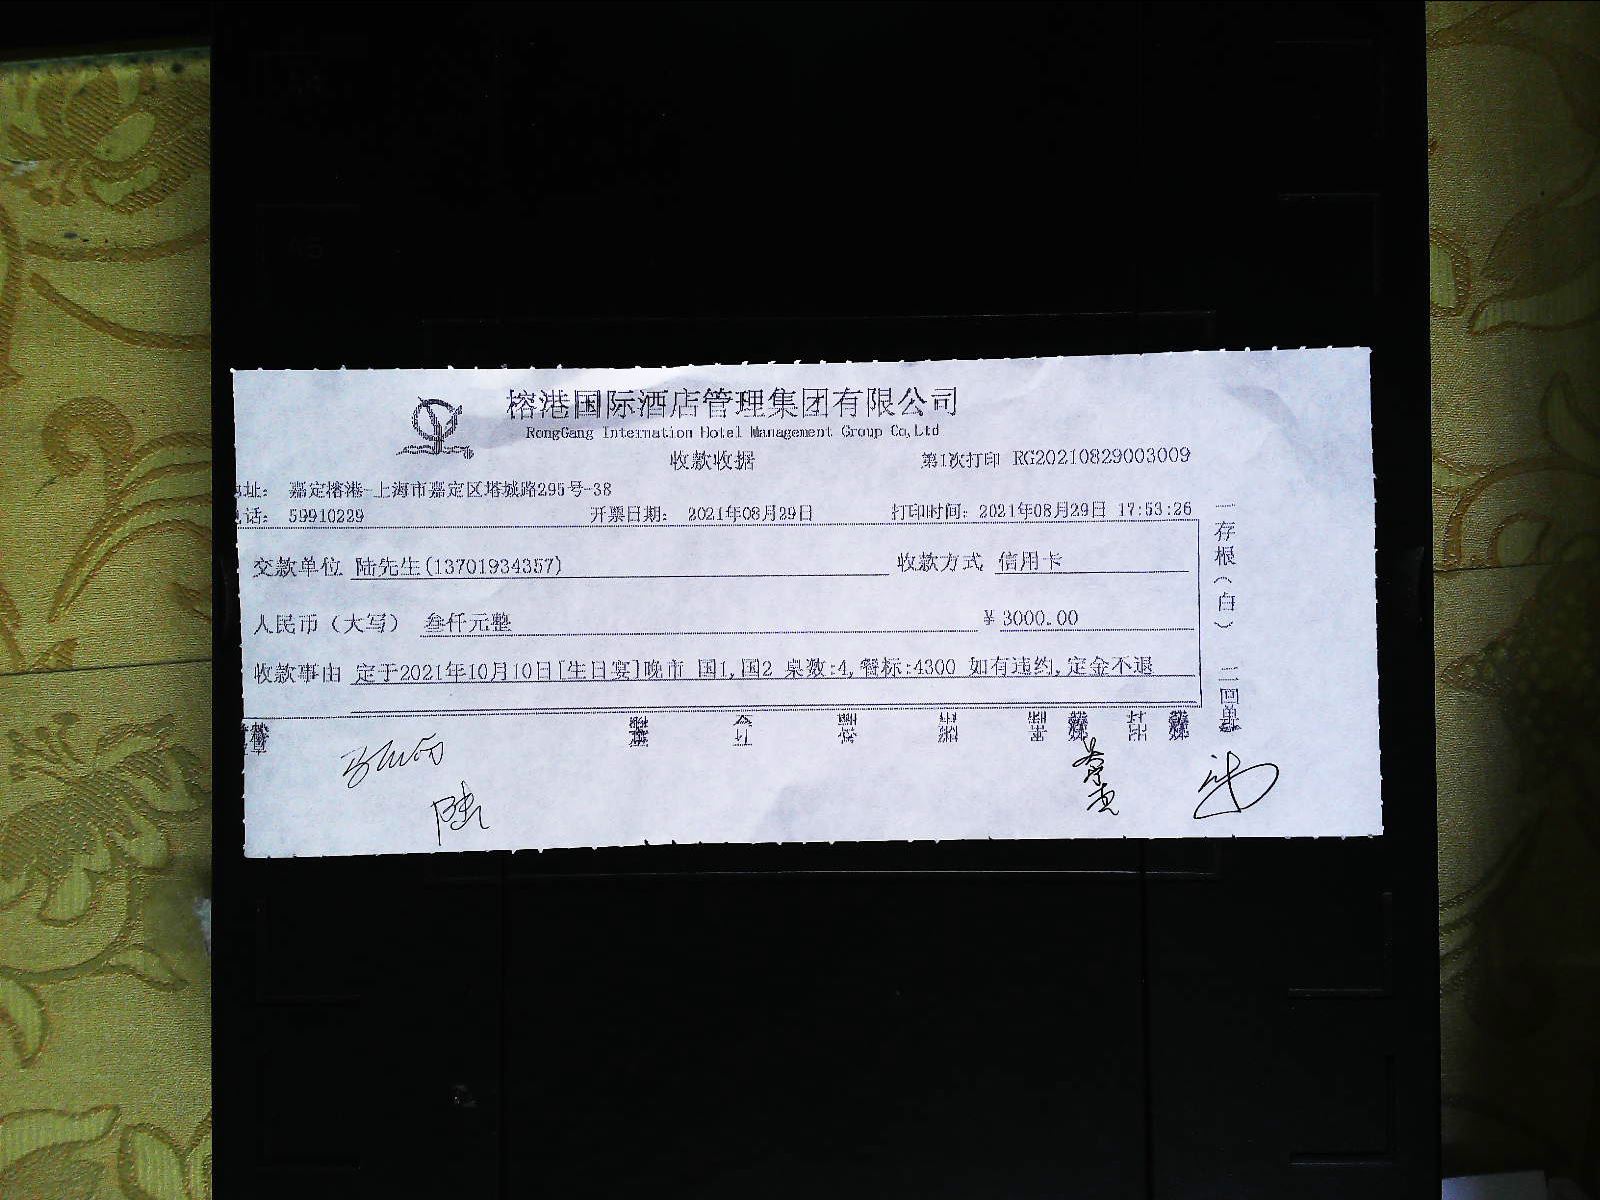 榕港国际酒店管理集团有限公司
RongGang Internation Hotel Management Group Co,Ltd
收款收据
第1次打印 RG20210829003009
址： 嘉定榕港-上海市嘉定区塔城路295号-38
话： 59910229 开票日期： 2021年08月29日 打印时间：2021年08月29日 17:53:26
交款单位 陆先生(13701934357) 收款方式 信用卡
人民币（大写） 叁仟元整 ¥ 3000.00
收款事由 定于2021年10月10日[生日宴]晚市 国1,国2 桌数:4,餐标:4300 如有违约,定金不退
一存根（白） 二回单
陆